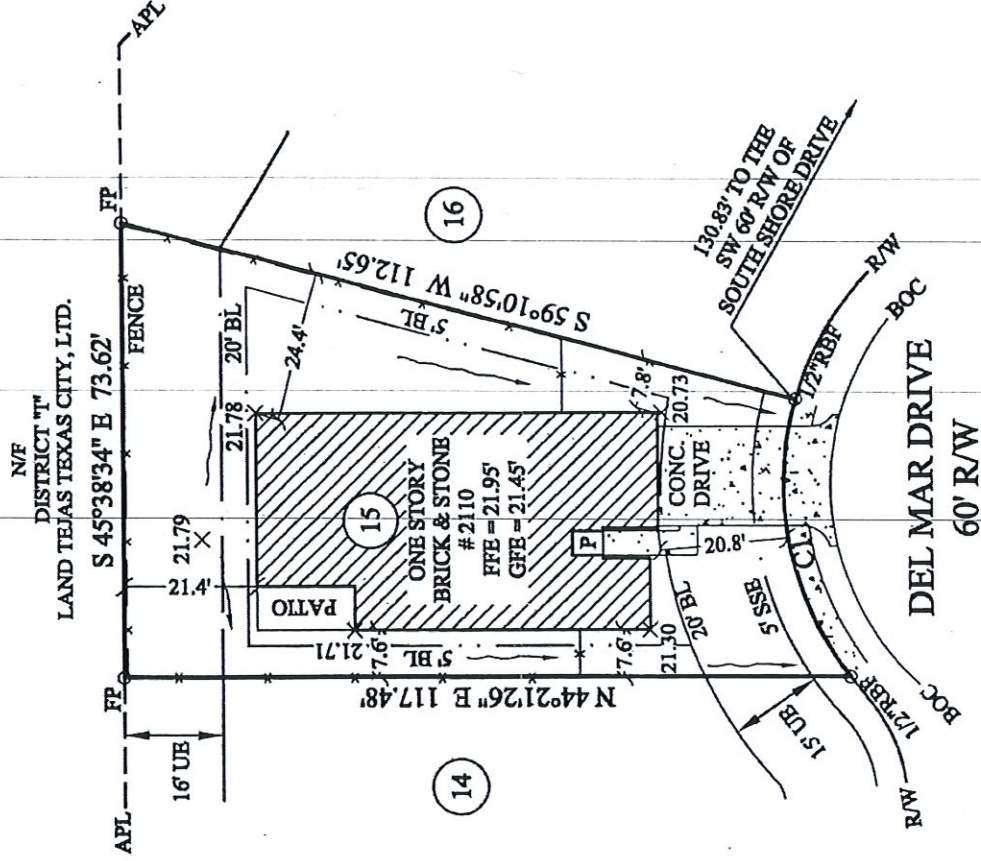 APL
N/F
DISTRICT "I"
LAND TEJAS TEXAS CITY, LTD.
S 45°38'34" E 73.62'
APL
FP
FENCE
FP
16' UE
21.79
21.4'
20' BL
21.78
24.4'
16
S 59°10'58" W 112.65'
5' BL
15
ONE STORY
BRICK & STONE
#2110
FFE = 21.95'
GFE = 21.45'
PATIO
21.71
7.6'
5' BL
N 44°21'26" E 117.48'
14
7.6'
21.30
P
7.8'
20.73
CONC.
DRIVE
20.8'
20' BL
5' SSE
15' UE
C1
130.83' TO THE
SW 60' R/W OF
SOUTH SHORE DRIVE
1/2"RBF
R/W
BOC
1/2"RBF
BOC
R/W
DEL MAR DRIVE
60' R/W